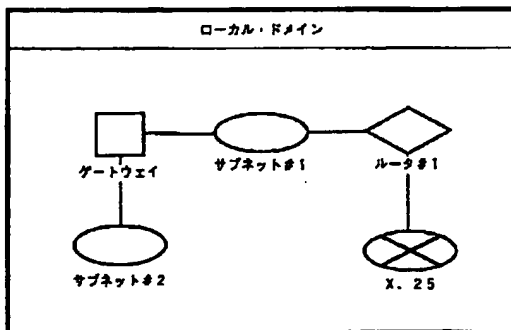 ローカル・ドメイン
ゲートウェイ
サブネット#1
ルータ#1
サブネット#2
X. 25